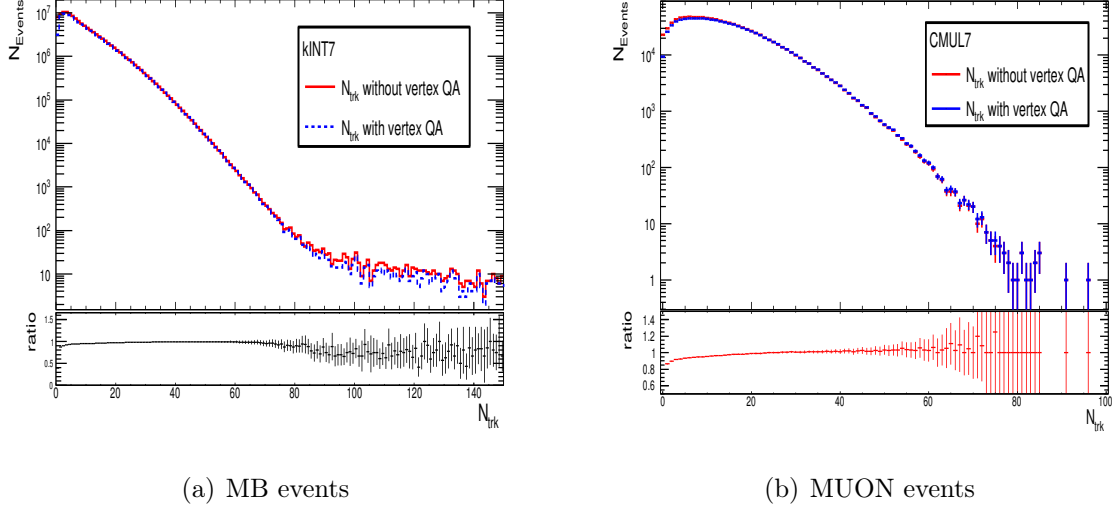 N_Events
10^7
10^6
10^5
10^4
10^3
10^2
10
kINT7
N_trk without vertex QA
N_trk with vertex QA
ratio
1.5
1
0.5
0
0 20 40 60 80 100 120 140
N_trk
(a) MB events
N_Events
10^4
10^3
10^2
10
1
CMUL7
N_trk without vertex QA
N_trk with vertex QA
ratio
1.4
1.2
1
0.8
0.6
0 20 40 60 80 100
N_trk
(b) MUON events